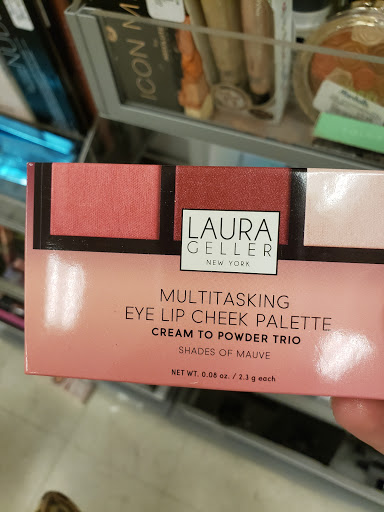 ICON M
LAURA
GELLER
NEW YORK
MULTITASKING
EYE LIP CHEEK PALETTE
CREAM TO POWDER TRIO
SHADES OF MAUVE
NET WT. 0.08 oz. / 2.3 g each